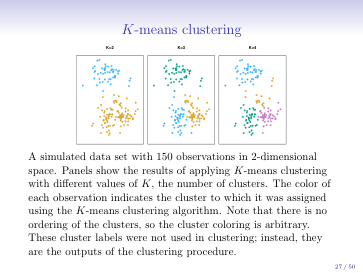 K-means clustering
K=2 K=3 K=4
A simulated data set with 150 observations in 2-dimensional
space. Panels show the results of applying K-means clustering
with different values of K, the number of clusters. The color of
each observation indicates the cluster to which it was assigned
using the K-means clustering algorithm. Note that there is no
ordering of the clusters, so the cluster coloring is arbitrary.
These cluster labels were not used in clustering; instead, they
are the outputs of the clustering procedure.
27 / 50